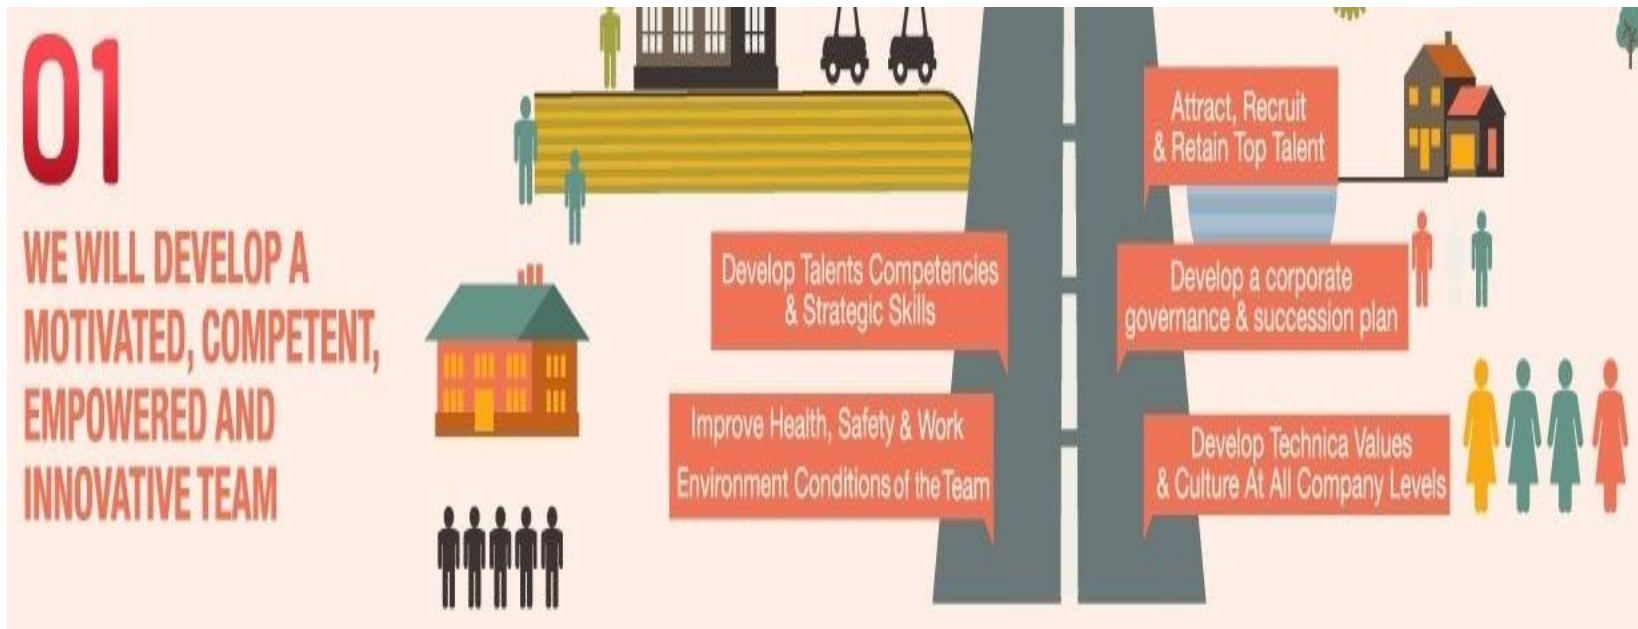 01
WE WILL DEVELOP A
MOTIVATED, COMPETENT,
EMPOWERED AND
INNOVATIVE TEAM
Attract, Recruit
& Retain Top Talent
Develop Talents Competencies
& Strategic Skills
Develop a corporate
governance & succession plan
Improve Health, Safety & Work
Environment Conditions of the Team
Develop Technica Values
& Culture At All Company Levels